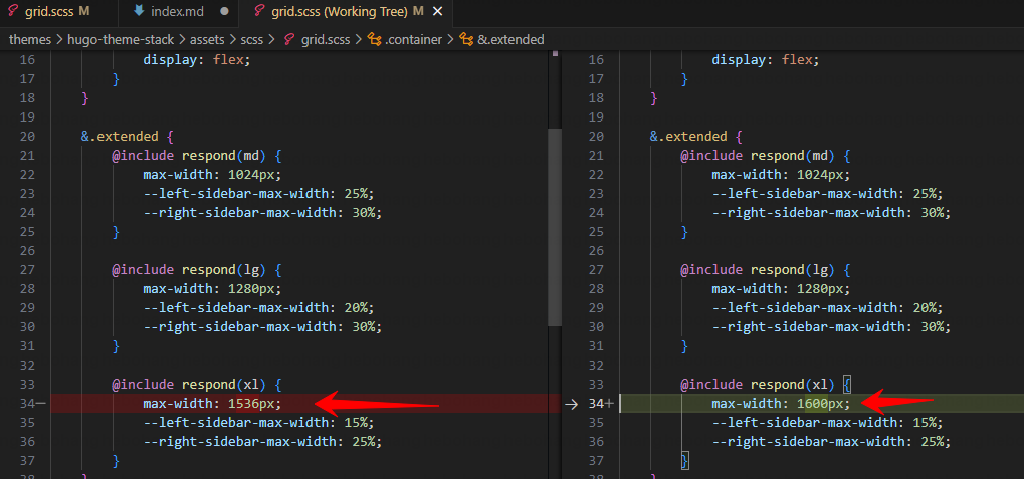 grid.scss M index.md grid.scss (Working Tree) M
themes > hugo-theme-stack > assets > scss > grid.scss > .container > &.extended
16 display: flex;
17 }
18 }
19
20 &.extended {
21 @include respond(md) {
22 max-width: 1024px;
23 --left-sidebar-max-width: 25%;
24 --right-sidebar-max-width: 30%;
25 }
26
27 @include respond(lg) {
28 max-width: 1280px;
29 --left-sidebar-max-width: 20%;
30 --right-sidebar-max-width: 30%;
31 }
32
33 @include respond(xl) {
34− max-width: 1536px;
35 --left-sidebar-max-width: 15%;
36 --right-sidebar-max-width: 25%;
37 }
38 }
16 display: flex;
17 }
18 }
19
20 &.extended {
21 @include respond(md) {
22 max-width: 1024px;
23 --left-sidebar-max-width: 25%;
24 --right-sidebar-max-width: 30%;
25 }
26
27 @include respond(lg) {
28 max-width: 1280px;
29 --left-sidebar-max-width: 20%;
30 --right-sidebar-max-width: 30%;
31 }
32
33 @include respond(xl) {
34+ max-width: 1600px;
35 --left-sidebar-max-width: 15%;
36 --right-sidebar-max-width: 25%;
37 }
38 }